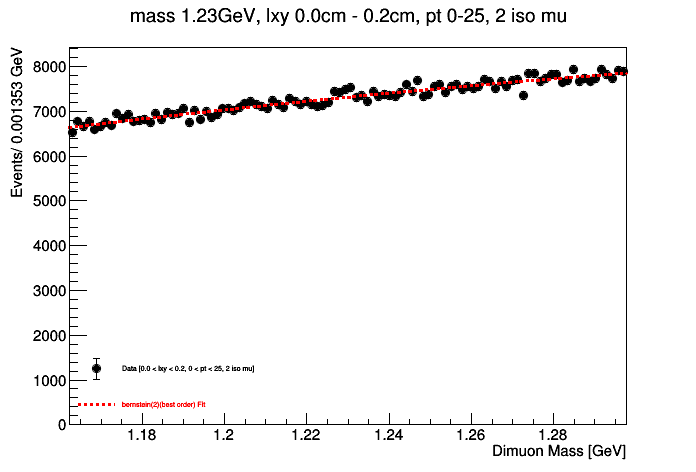 mass 1.23GeV, lxy 0.0cm - 0.2cm, pt 0-25, 2 iso mu
Events/ 0.001353 GeV
8000
7000
6000
5000
4000
3000
2000
1000
0
Data [0.0 < lxy < 0.2, 0 < pt < 25, 2 iso mu]
bernstein(2)(best order) Fit
1.18 1.2 1.22 1.24 1.26 1.28
Dimuon Mass [GeV]